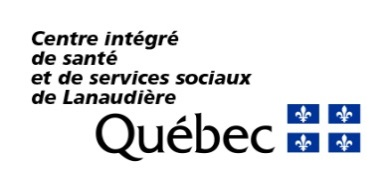 Centre intégré
de santé
et de services sociaux
de Lanaudière
Québec